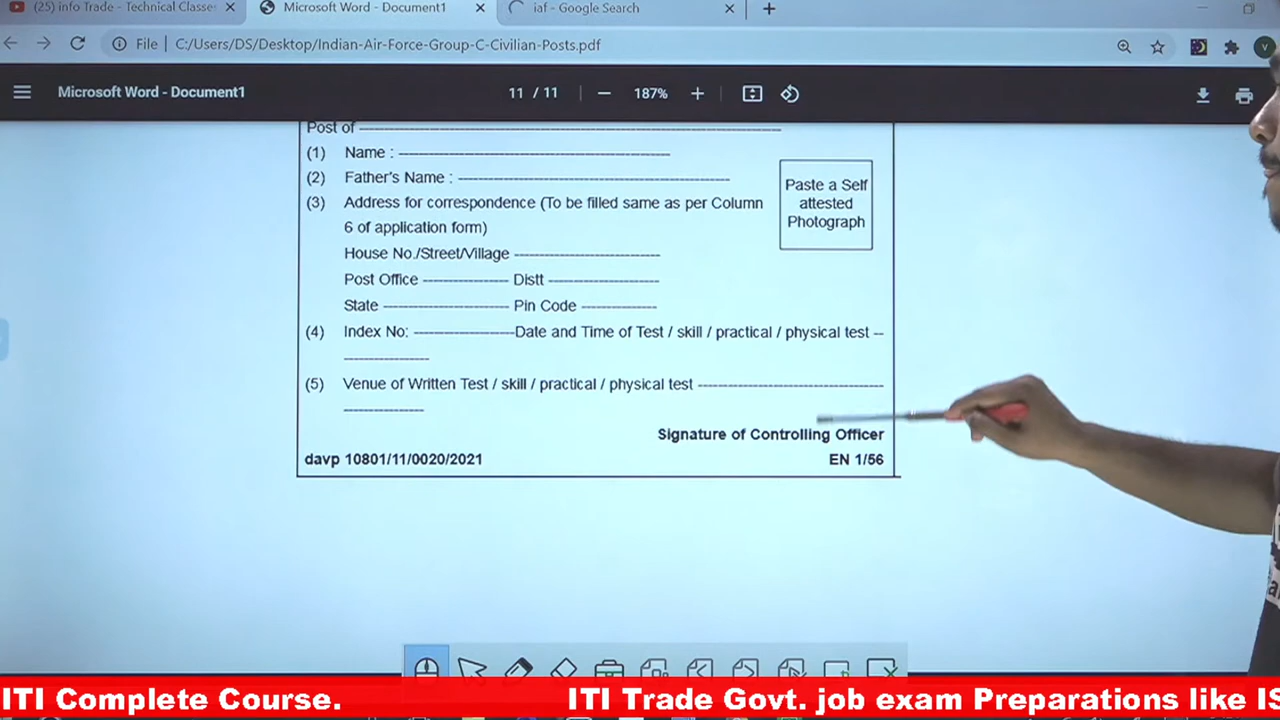 (25) Info Trade - Technical Classes
Microsoft Word - Document1
iaf - Google Search
File
C:/Users/DS/Desktop/Indian-Air-Force-Group-C-Civilian-Posts.pdf
V
Microsoft Word - Document1
11 / 11
187%
Post of
(1) Name :
(2) Father's Name :
(3) Address for correspondence (To be filled same as per Column
6 of application form)
House No./Street/Village
Post Office Distt
State Pin Code
Paste a Self
attested
Photograph
(4) Index No: Date and Time of Test / skill / practical / physical test
(5) Venue of Written Test / skill / practical / physical test
Signature of Controlling Officer
davp 10801/11/0020/2021
EN 1/56
ITI Complete Course.
ITI Trade Govt. job exam Preparations like IS